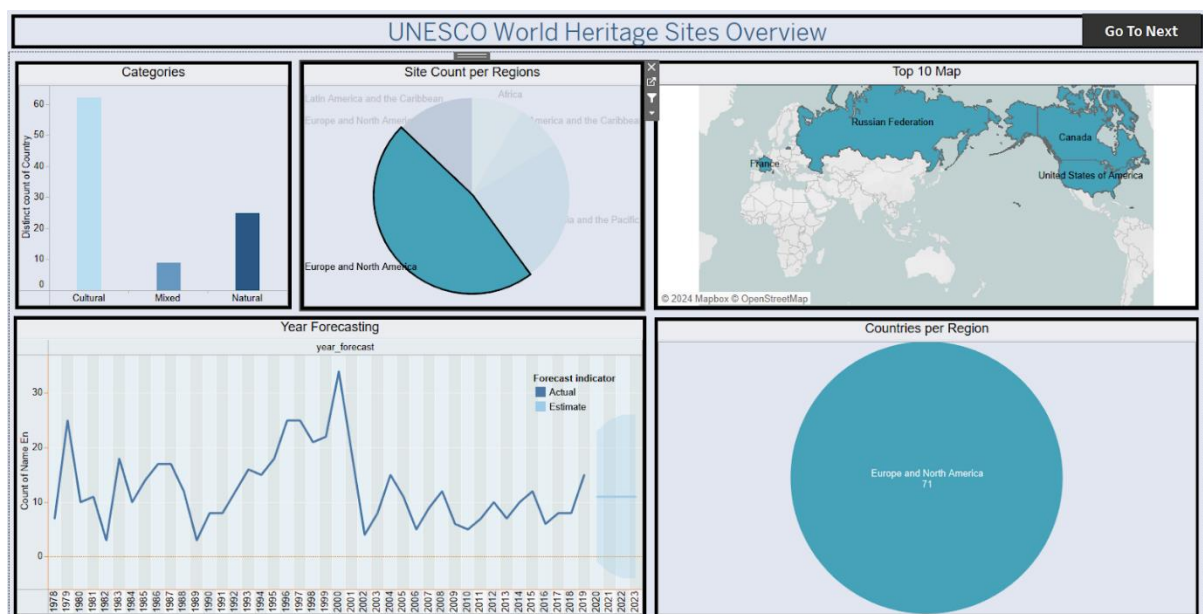 UNESCO World Heritage Sites Overview
Go To Next
Categories
Distinct count of Country
60
50
40
30
20
10
0
Cultural Mixed Natural
Site Count per Regions
Latin America and the Caribbean
Africa
Europe and North America
America and the Caribbean
and the Pacific
Europe and North America
Top 10 Map
Russian Federation
Canada
France
United States of America
© 2024 Mapbox © OpenStreetMap
Year Forecasting
year_forecast
Count of Name En
30
20
10
0
Forecast indicator
Actual
Estimate
1978 1979 1980 1981 1982 1983 1984 1985 1986 1987 1988 1989 1990 1991 1992 1993 1994 1995 1996 1997 1998 1999 2000 2001 2002 2003 2004 2005 2006 2007 2008 2009 2010 2011 2012 2013 2014 2015 2016 2017 2018 2019 2020 2021 2022 2023
Countries per Region
Europe and North America
71